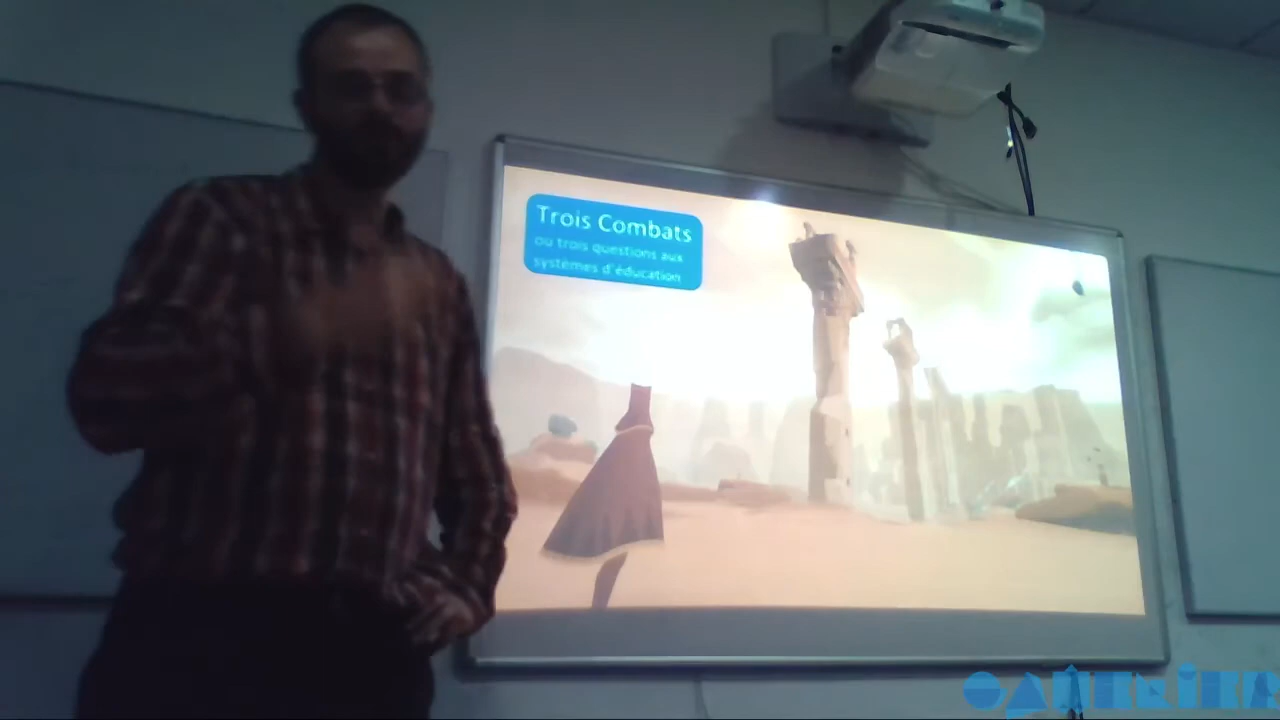 Trois Combats
ou trois questions aux
systèmes d'éducation